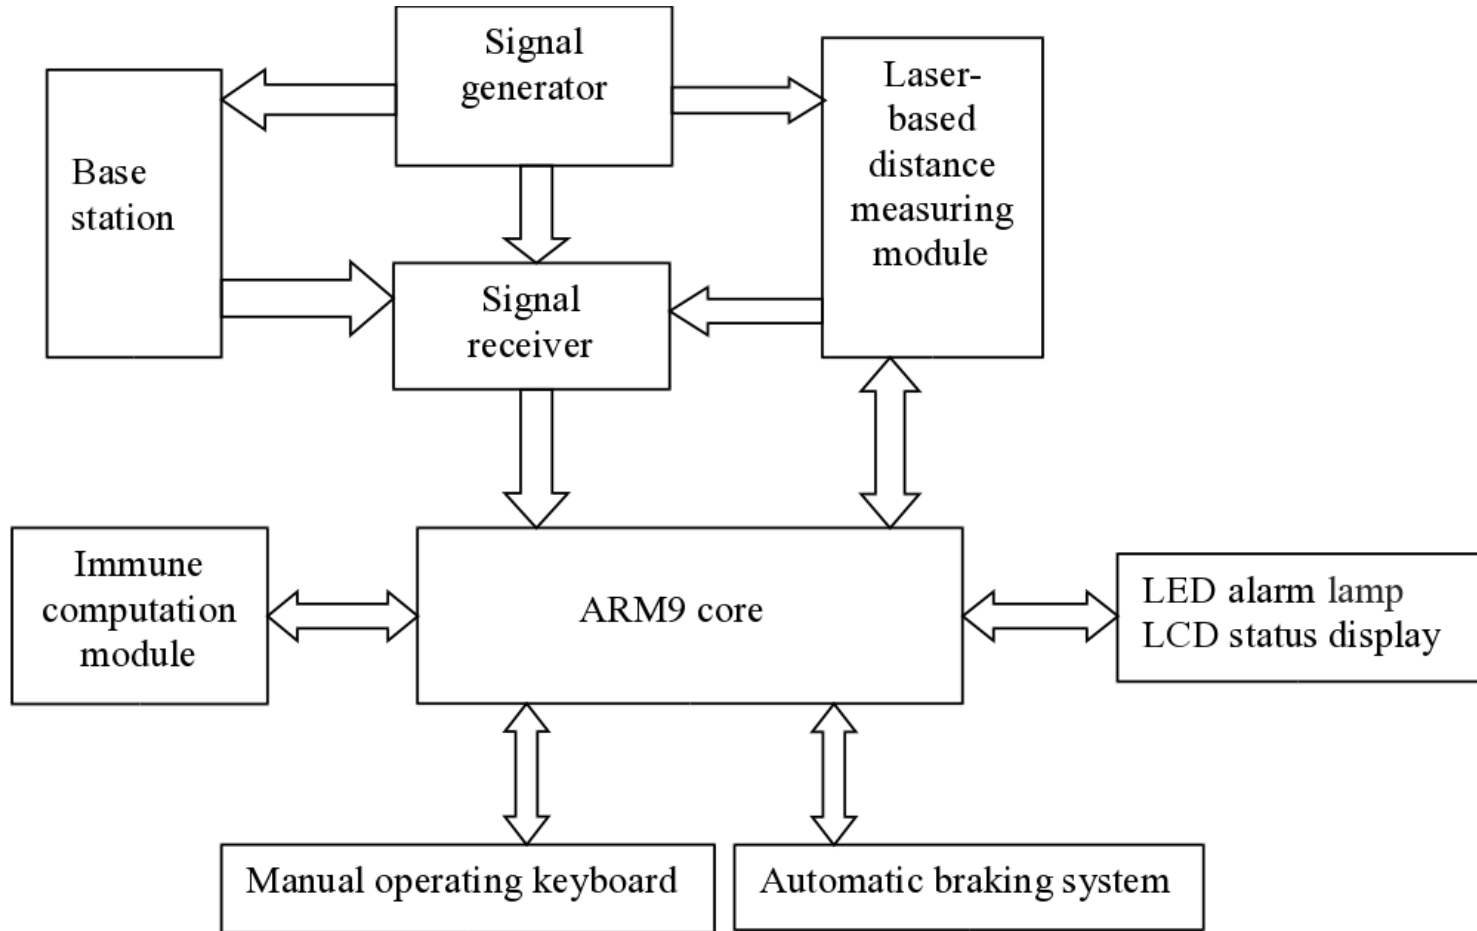 Signal
generator
Laser-
based
distance
measuring
module
Base
station
Signal
receiver
Immune
computation
module
ARM9 core
LED alarm lamp
LCD status display
Manual operating keyboard
Automatic braking system